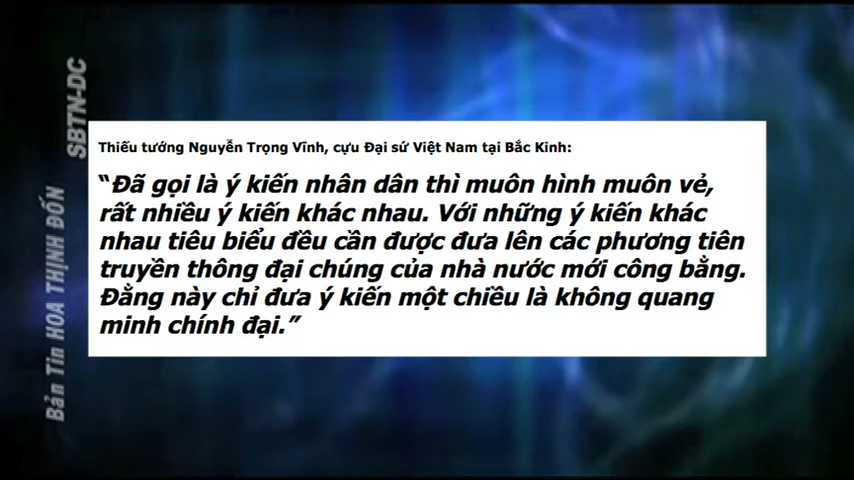 SBTN-DC
Bản Tin HOA THỊNH ĐỐN
Thiếu tướng Nguyễn Trọng Vĩnh, cựu Đại sứ Việt Nam tại Bắc Kinh:
“Đã gọi là ý kiến nhân dân thì muôn hình muôn vẻ,
rất nhiều ý kiến khác nhau. Với những ý kiến khác
nhau tiêu biểu đều cần được đưa lên các phương tiên
truyền thông đại chúng của nhà nước mới công bằng.
Đằng này chỉ đưa ý kiến một chiều là không quang
minh chính đại.”